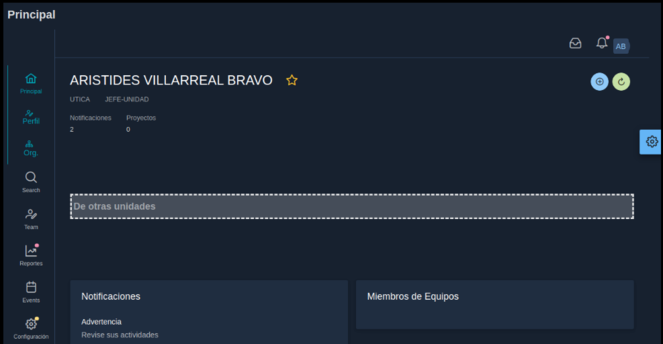 Principal
AB
ARISTIDES VILLARREAL BRAVO
UTICA JEFE-UNIDAD
Notificaciones Proyectos
2 0
Principal
Perfil
Org.
Search
Team
Reportes
Events
Configuración
De otras unidades
Notificaciones
Advertencia
Revise sus actividades
Miembros de Equipos